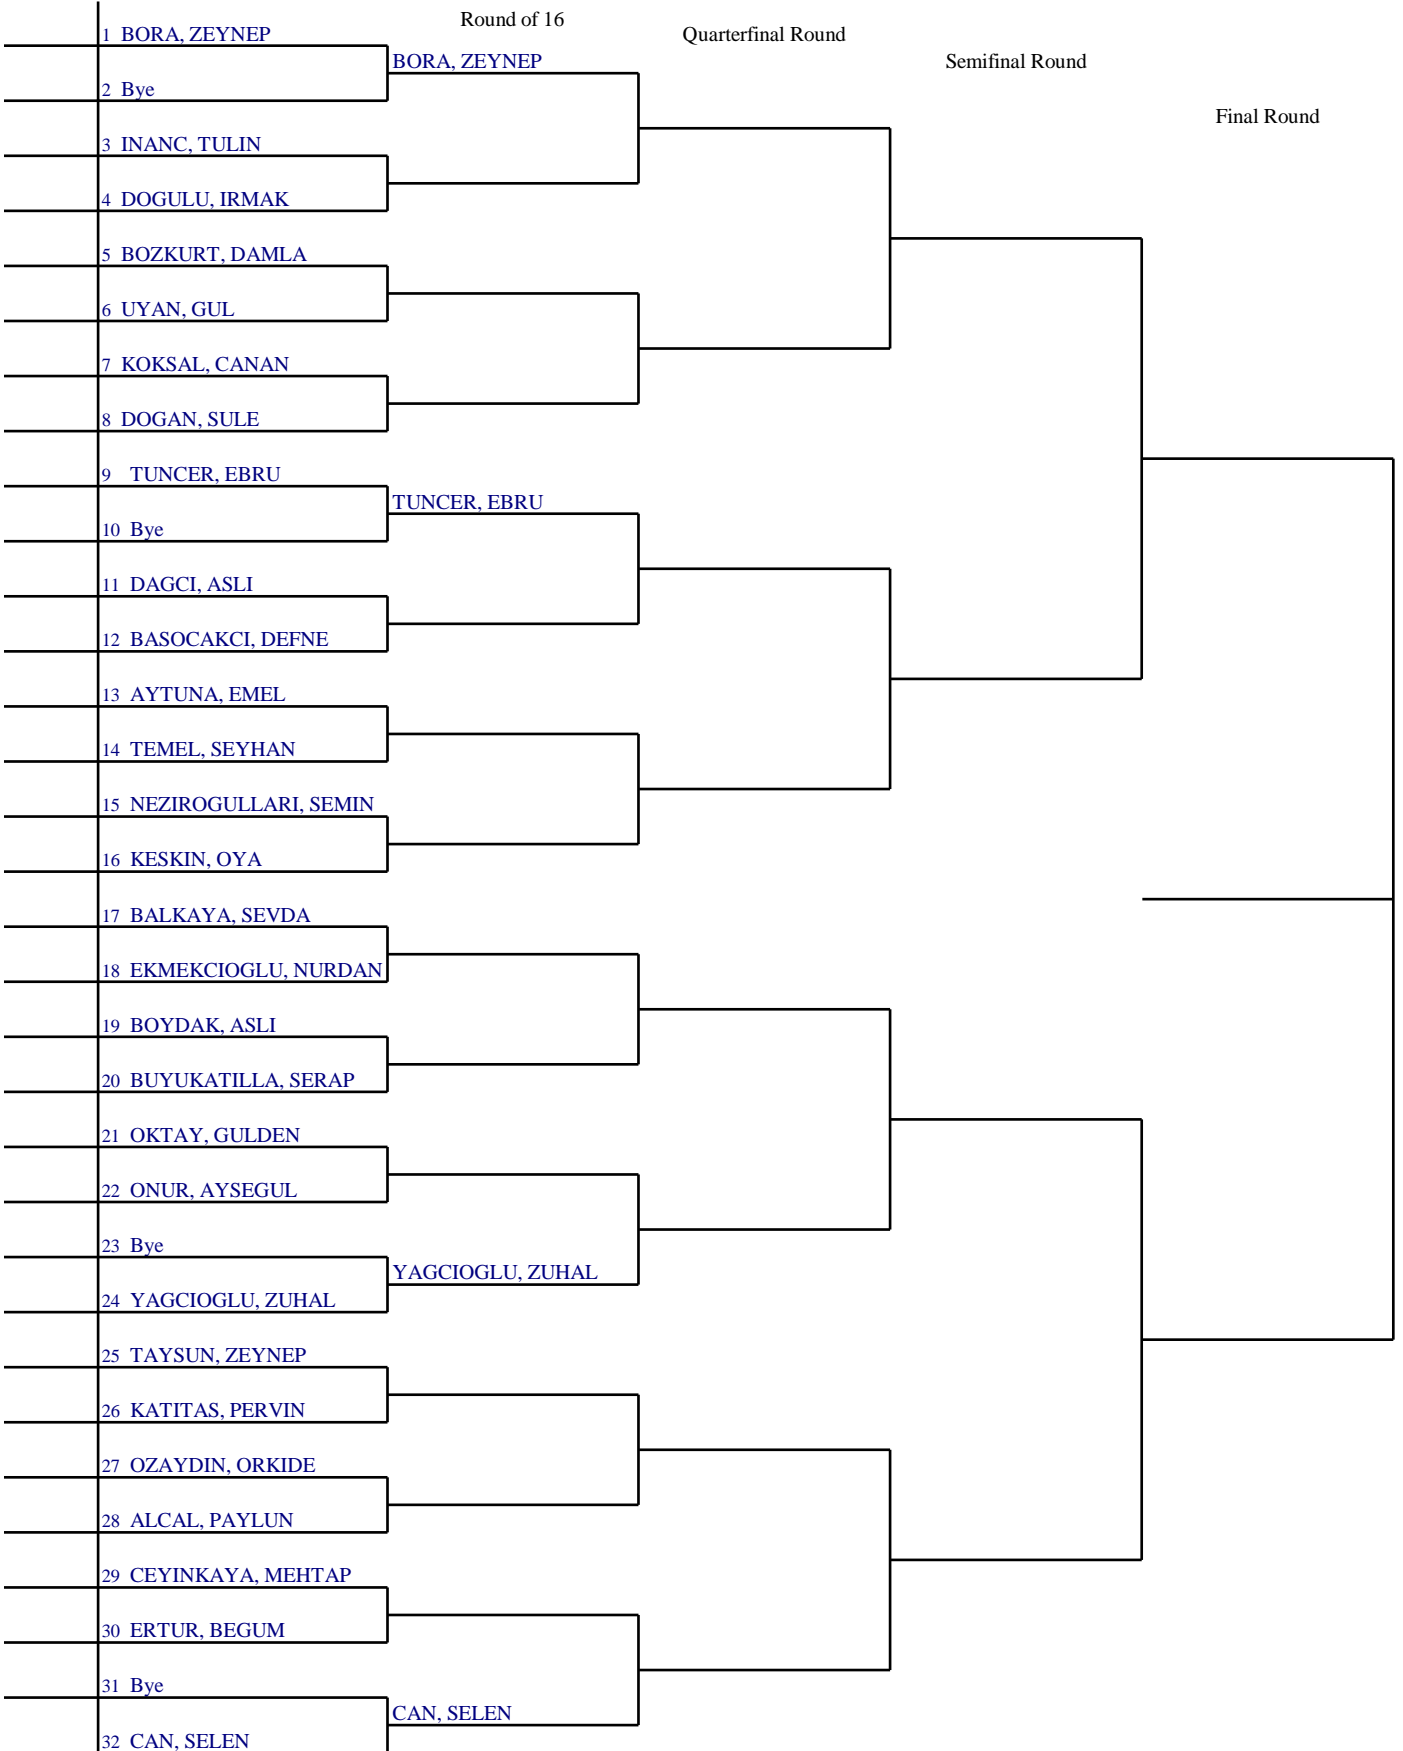 Round of 16
Quarterfinal Round
Semifinal Round
Final Round
1 BORA, ZEYNEP
BORA, ZEYNEP
2 Bye
3 INANC, TULIN
4 DOGULU, IRMAK
5 BOZKURT, DAMLA
6 UYAN, GUL
7 KOKSAL, CANAN
8 DOGAN, SULE
9 TUNCER, EBRU
TUNCER, EBRU
10 Bye
11 DAGCI, ASLI
12 BASOCAKCI, DEFNE
13 AYTUNA, EMEL
14 TEMEL, SEYHAN
15 NEZIROGULLARI, SEMIN
16 KESKIN, OYA
17 BALKAYA, SEVDA
18 EKMEKCIOGLU, NURDAN
19 BOYDAK, ASLI
20 BUYUKATILLA, SERAP
21 OKTAY, GULDEN
22 ONUR, AYSEGUL
23 Bye
YAGCIOGLU, ZUHAL
24 YAGCIOGLU, ZUHAL
25 TAYSUN, ZEYNEP
26 KATITAS, PERVIN
27 OZAYDIN, ORKIDE
28 ALCAL, PAYLUN
29 CEYINKAYA, MEHTAP
30 ERTUR, BEGUM
31 Bye
CAN, SELEN
32 CAN, SELEN